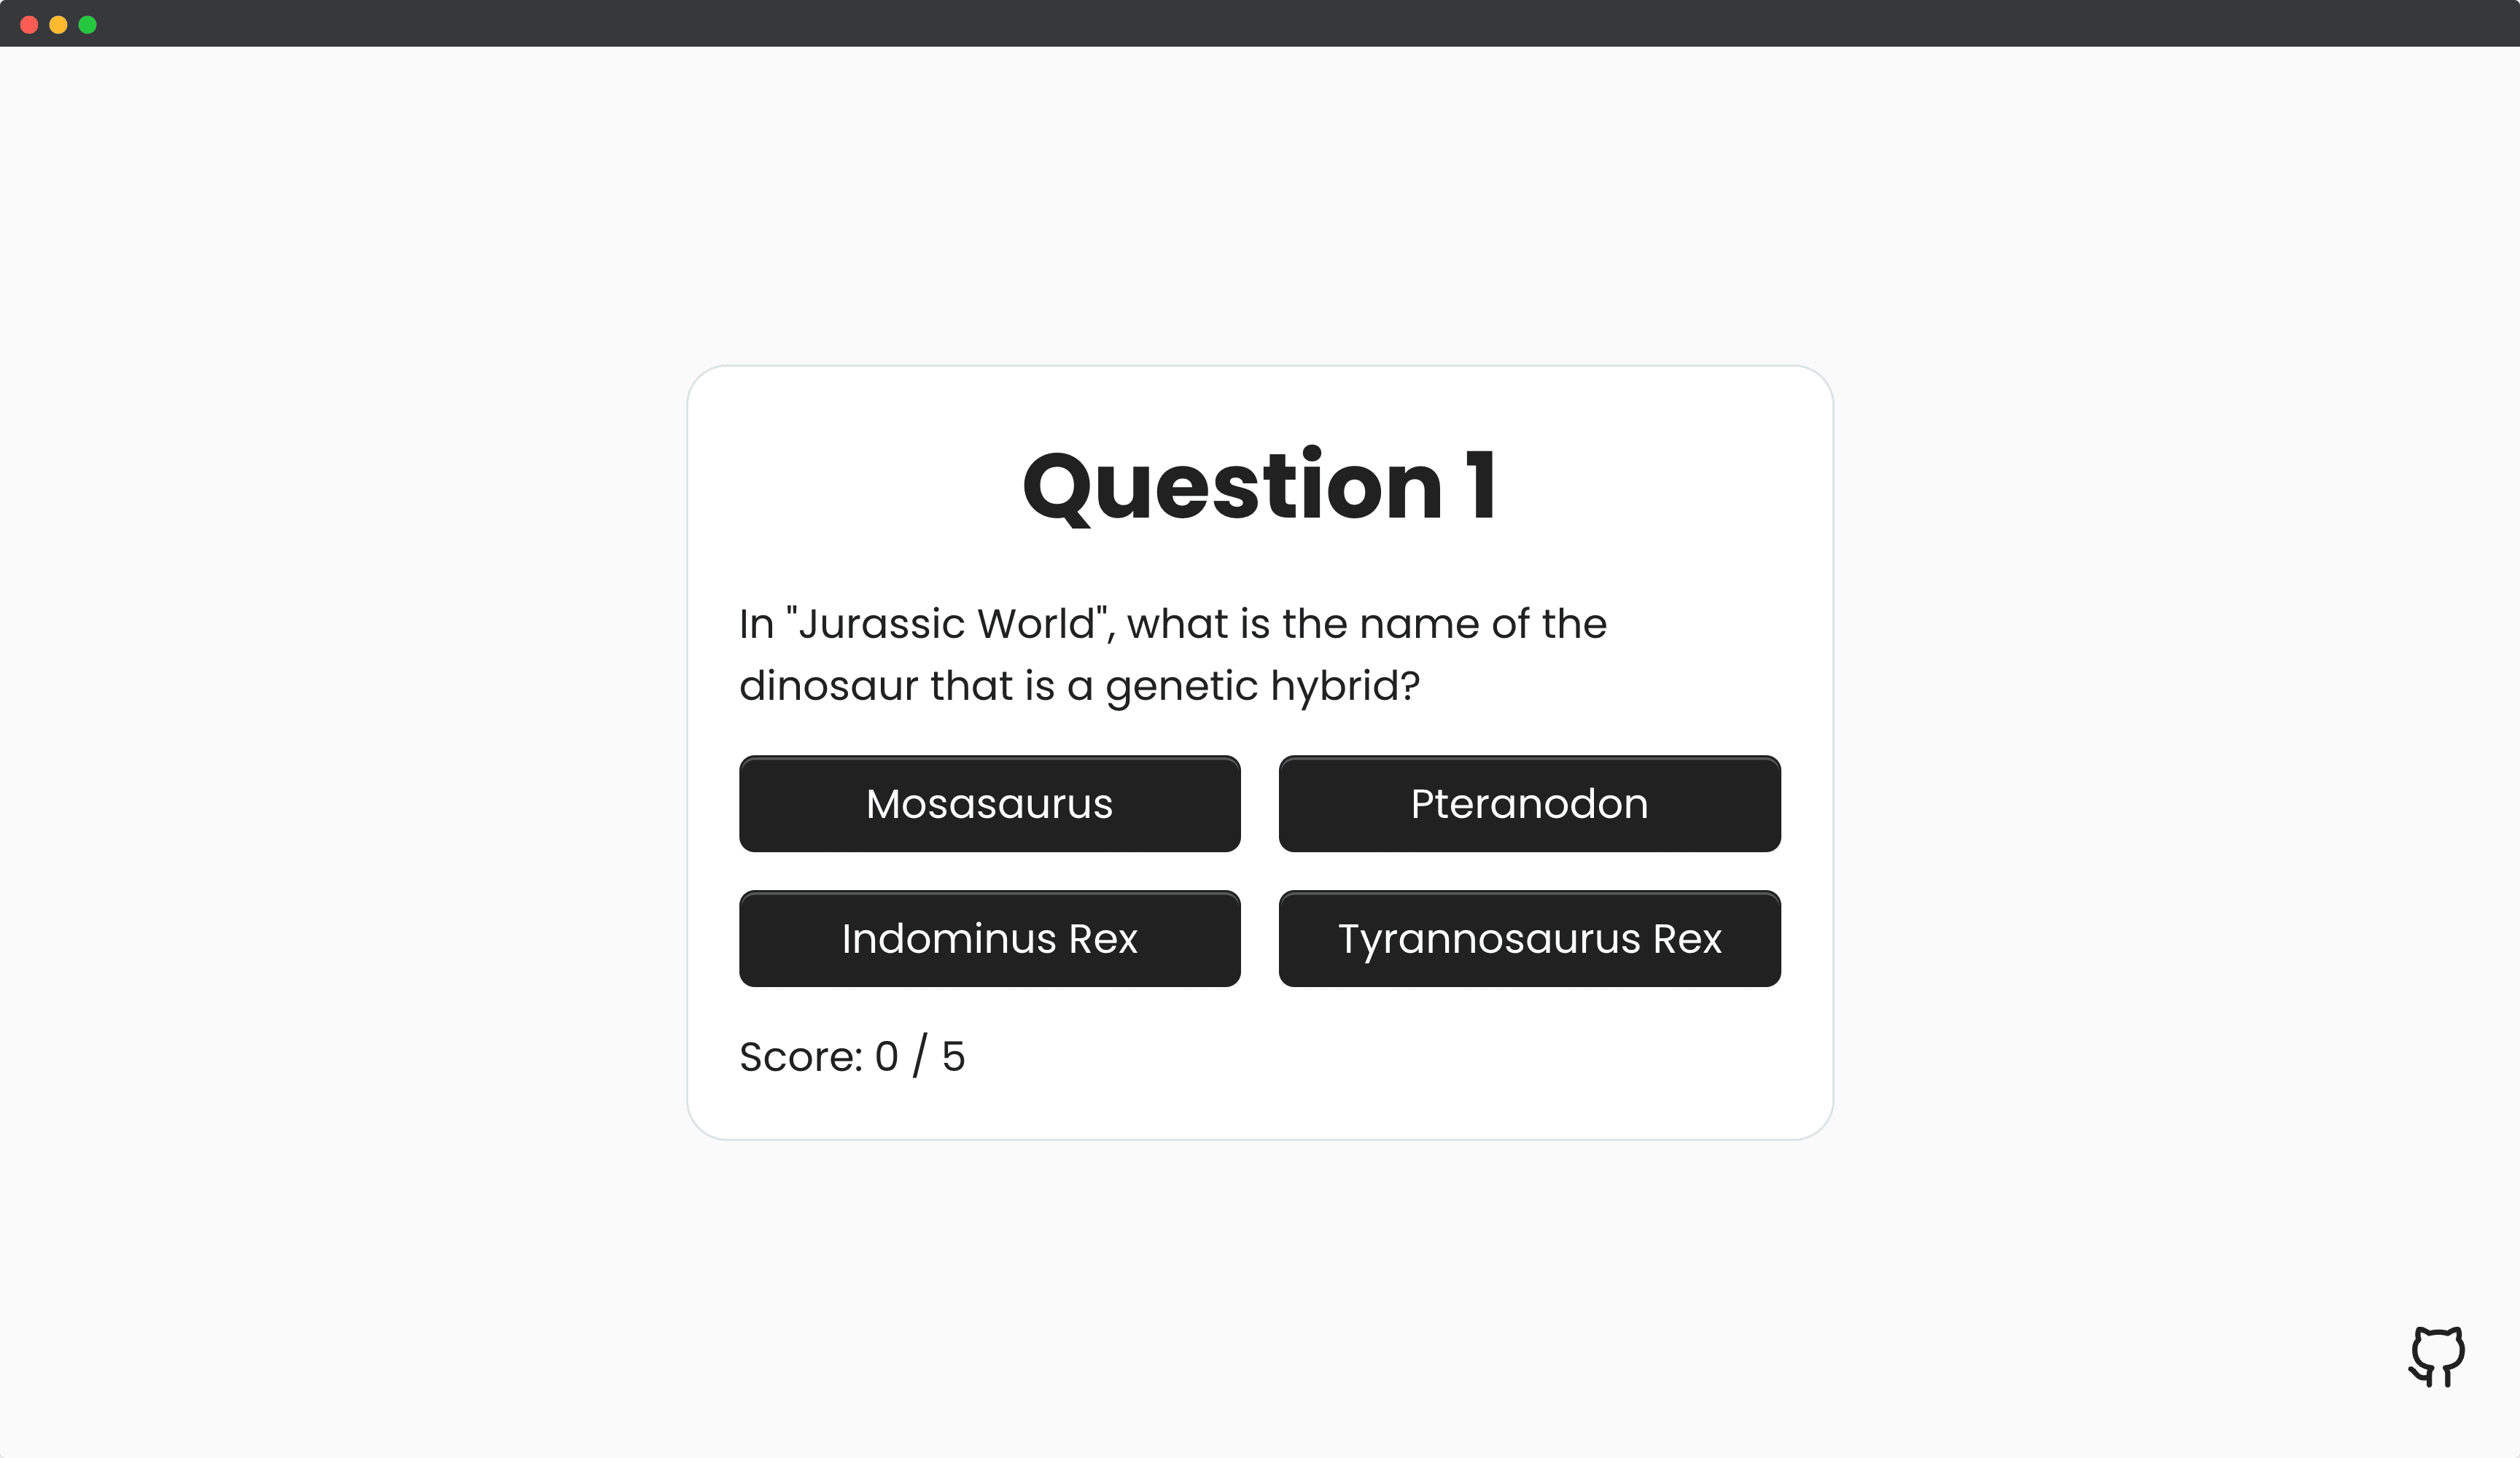 Question 1
In "Jurassic World", what is the name of the
dinosaur that is a genetic hybrid?
Mosasaurus
Pteranodon
Indominus Rex
Tyrannosaurus Rex
Score: 0 / 5